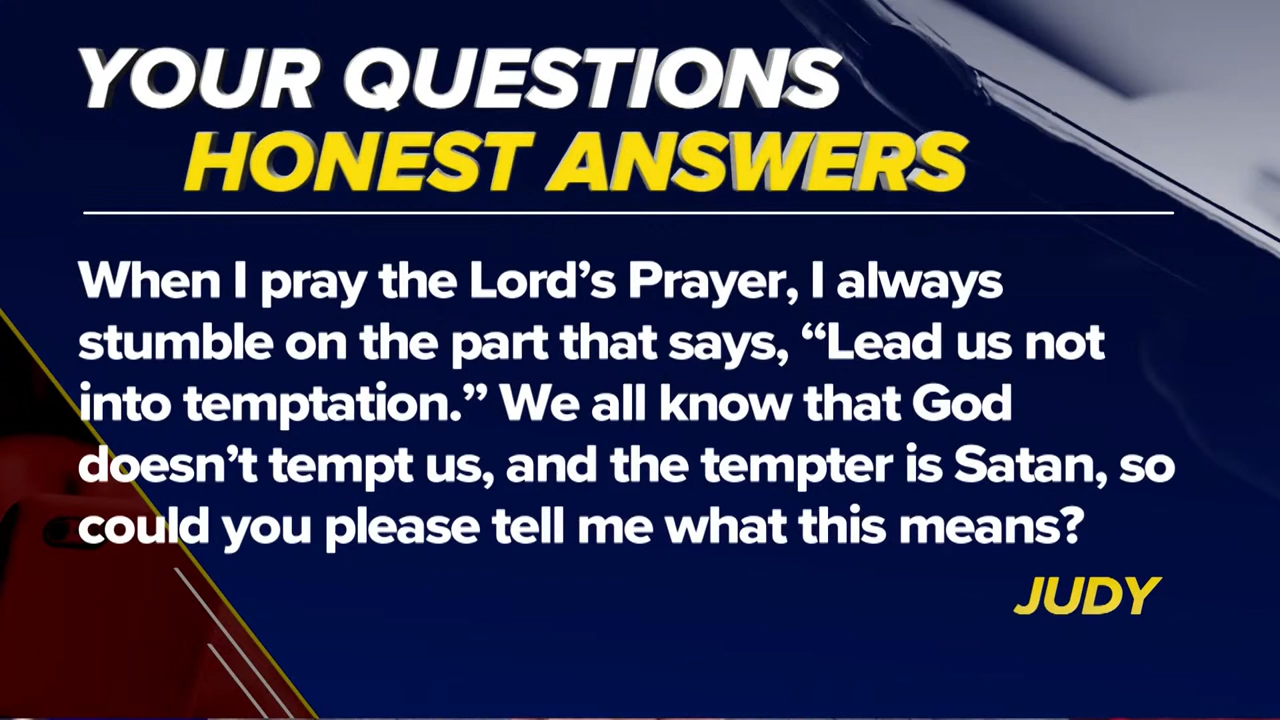 YOUR QUESTIONS
HONEST ANSWERS
When I pray the Lord’s Prayer, I always
stumble on the part that says, “Lead us not
into temptation.” We all know that God
doesn’t tempt us, and the tempter is Satan, so
could you please tell me what this means?
JUDY